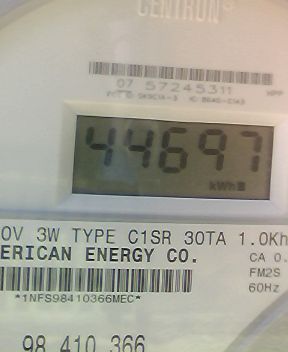 CENTRON®
07 57245311
44697
kWh
0V 3W TYPE C1SR 30TA 1.0Kh
ERICAN ENERGY CO.
CA 0.
FM2S
60Hz
*1NFS98410366MEC*
98 410 366